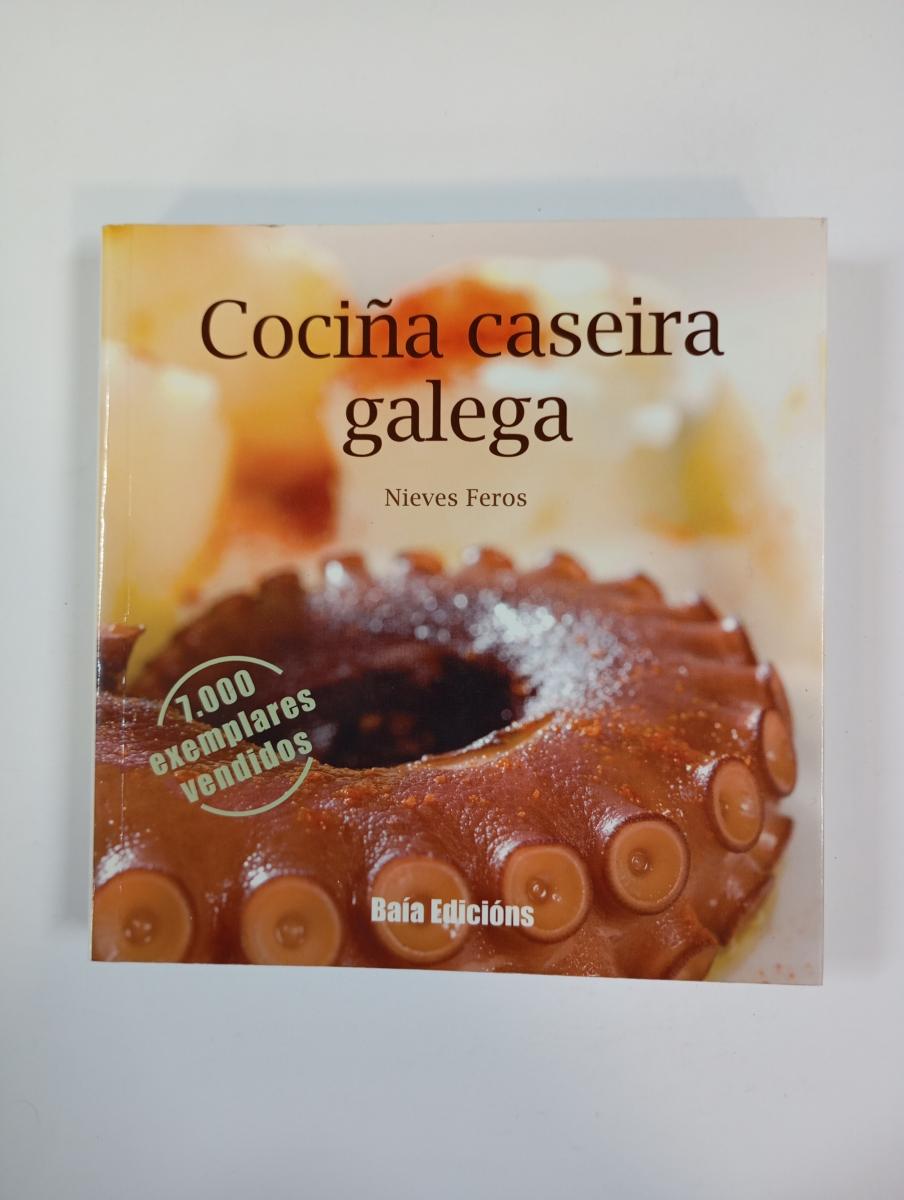 Cociña caseira
galega
Nieves Feros
7.000
exemplares
vendidos
Baía Edicións